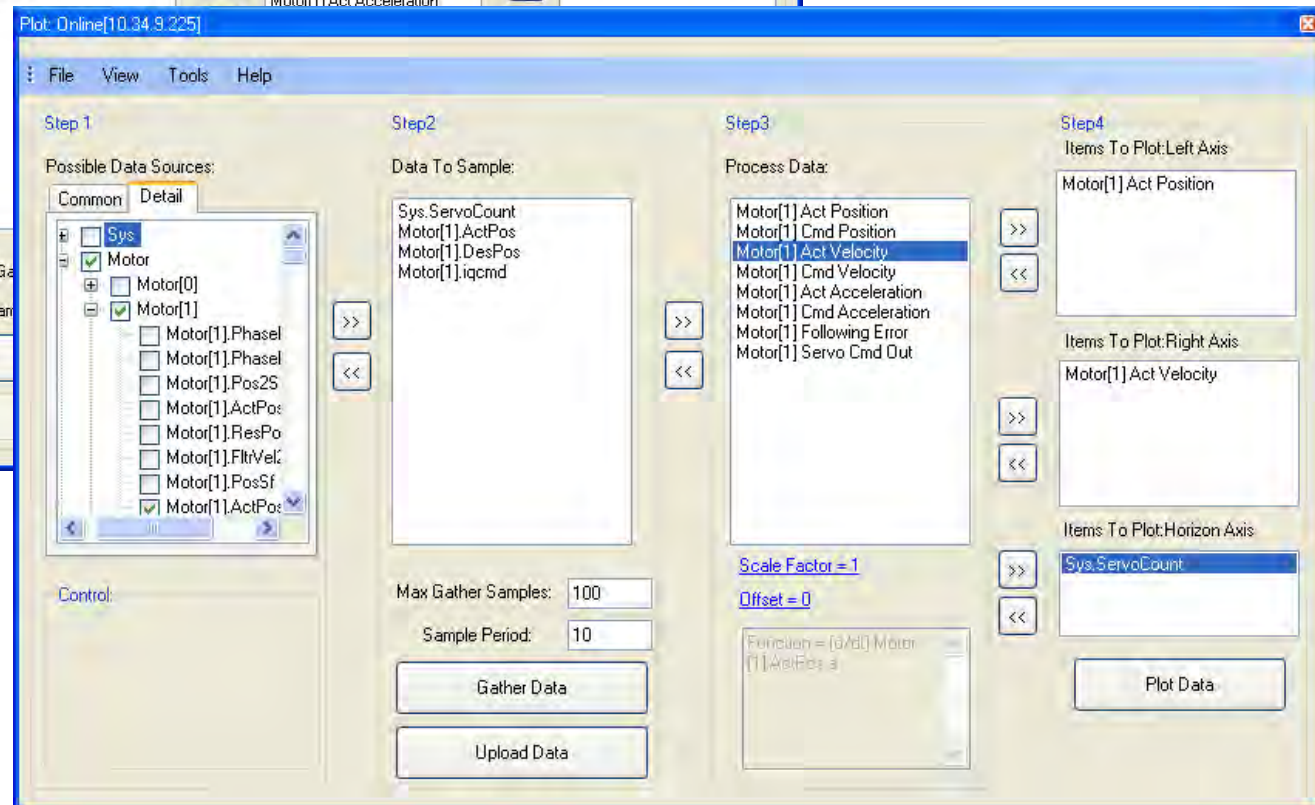 Motor[1] Act Acceleration
Plot: Online[10.34.9.225]
File View Tools Help
Step 1
Possible Data Sources:
Common Detail
Sys
Motor
Motor[0]
Motor[1]
Motor[1].PhaseI
Motor[1].PhaseI
Motor[1].Pos2S
Motor[1].ActPos
Motor[1].ResPo
Motor[1].FltrVel2
Motor[1].PosSf
Motor[1].ActPos
Control:
Step2
Data To Sample:
Sys.ServoCount
Motor[1].ActPos
Motor[1].DesPos
Motor[1].iqcmd
>>
<<
Max Gather Samples: 100
Sample Period: 10
Gather Data
Upload Data
Step3
Process Data:
Motor[1] Act Position
Motor[1] Cmd Position
Motor[1] Act Velocity
Motor[1] Cmd Velocity
Motor[1] Act Acceleration
Motor[1] Cmd Acceleration
Motor[1] Following Error
Motor[1] Servo Cmd Out
>>
<<
Scale Factor = 1
Offset = 0
Function = (d/dt) Motor
[1].ActPos.a
Step4
Items To Plot:Left Axis
Motor[1] Act Position
>>
<<
Items To Plot:Right Axis
Motor[1] Act Velocity
>>
<<
Items To Plot:Horizon Axis
Sys.ServoCount
>>
<<
Plot Data